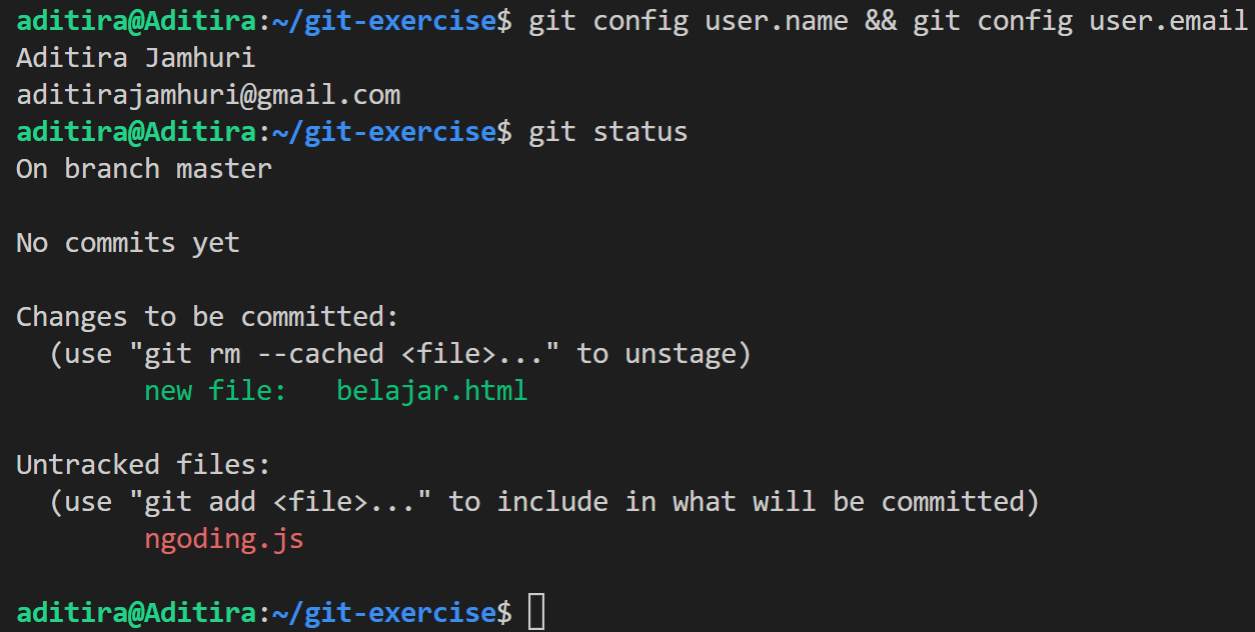 aditira@Aditira:~/git-exercise$ git config user.name && git config user.email
Aditira Jamhuri
aditirajamhuri@gmail.com
aditira@Aditira:~/git-exercise$ git status
On branch master

No commits yet

Changes to be committed:
  (use "git rm --cached <file>..." to unstage)
        new file:   belajar.html

Untracked files:
  (use "git add <file>..." to include in what will be committed)
        ngoding.js

aditira@Aditira:~/git-exercise$